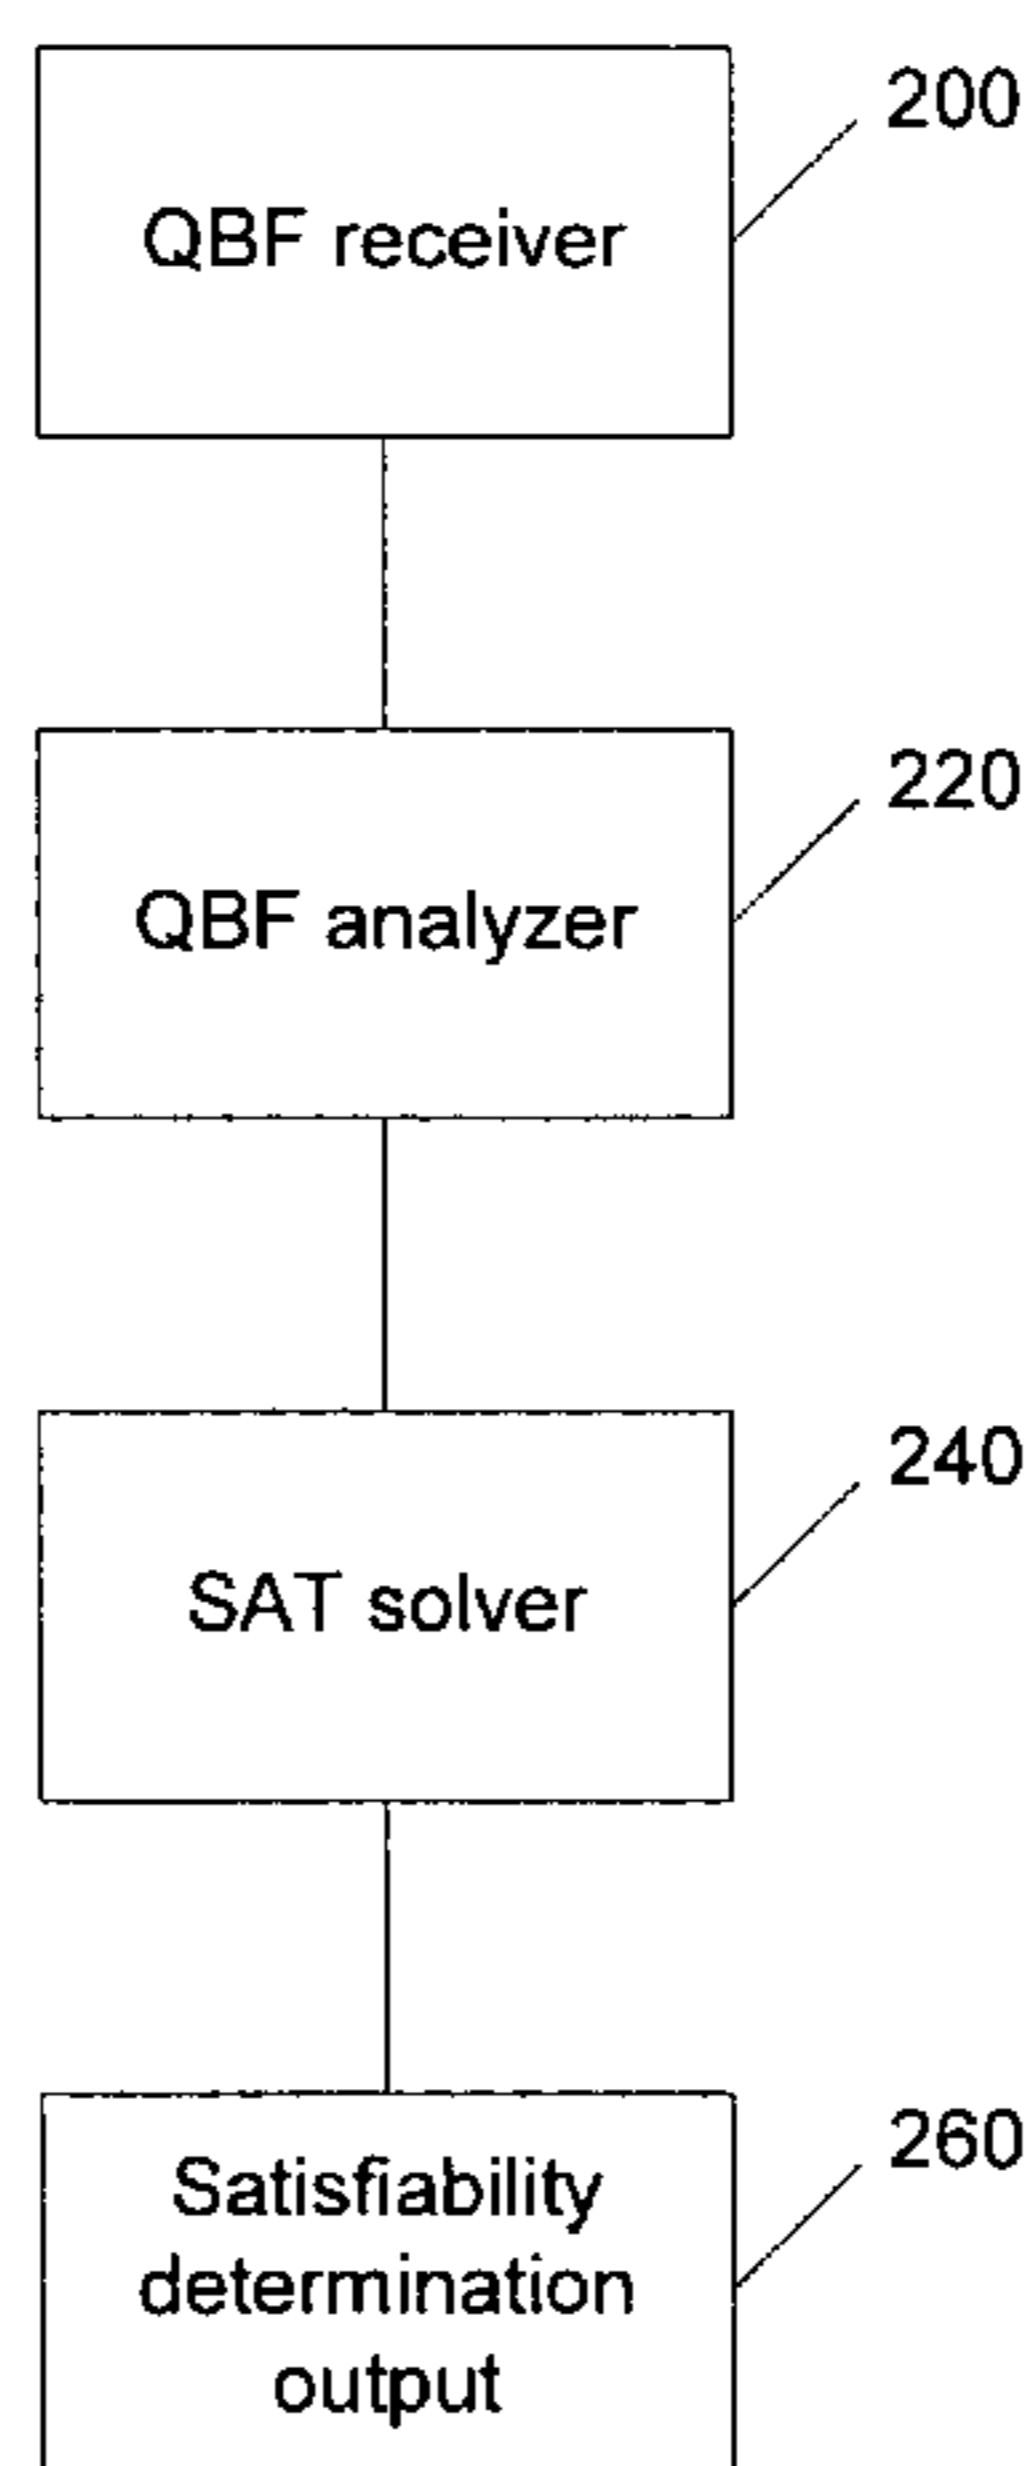 200
QBF receiver
220
QBF analyzer
240
SAT solver
260
Satisfiability
determination
output